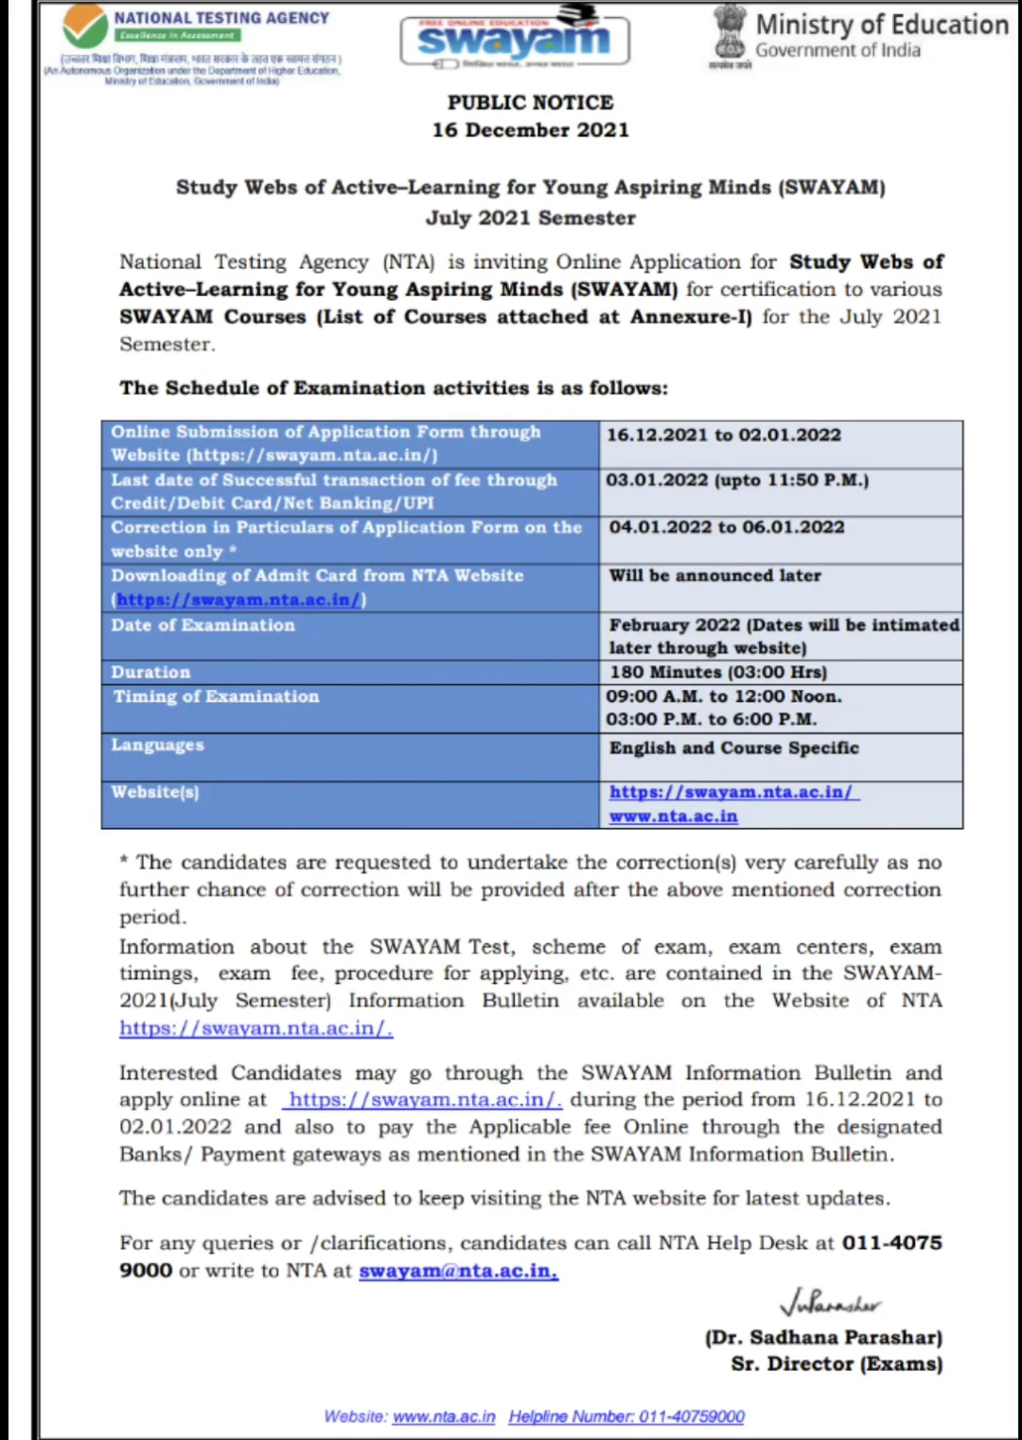 NATIONAL TESTING AGENCY
Excellence in Assessment
(उच्चतर शिक्षा विभाग, शिक्षा मंत्रालय, भारत सरकार के तहत एक स्वायत्त संगठन)
(An Autonomous Organization under the Department of Higher Education,
Ministry of Education, Government of India)
FREE ONLINE EDUCATION
swayam
शिक्षित भारत, उन्नत भारत
सत्यमेव जयते
Ministry of Education
Government of India
PUBLIC NOTICE
16 December 2021
Study Webs of Active–Learning for Young Aspiring Minds (SWAYAM)
July 2021 Semester
National Testing Agency (NTA) is inviting Online Application for Study Webs of
Active–Learning for Young Aspiring Minds (SWAYAM) for certification to various
SWAYAM Courses (List of Courses attached at Annexure-I) for the July 2021
Semester.
The Schedule of Examination activities is as follows:
Online Submission of Application Form through
Website (https://swayam.nta.ac.in/)
16.12.2021 to 02.01.2022
Last date of Successful transaction of fee through
Credit/Debit Card/Net Banking/UPI
03.01.2022 (upto 11:50 P.M.)
Correction in Particulars of Application Form on the
website only *
04.01.2022 to 06.01.2022
Downloading of Admit Card from NTA Website
(https://swayam.nta.ac.in/)
Will be announced later
Date of Examination
February 2022 (Dates will be intimated
later through website)
Duration
180 Minutes (03:00 Hrs)
Timing of Examination
09:00 A.M. to 12:00 Noon.
03:00 P.M. to 6:00 P.M.
Languages
English and Course Specific
Website(s)
https://swayam.nta.ac.in/
www.nta.ac.in
* The candidates are requested to undertake the correction(s) very carefully as no
further chance of correction will be provided after the above mentioned correction
period.
Information about the SWAYAM Test, scheme of exam, exam centers, exam
timings, exam fee, procedure for applying, etc. are contained in the SWAYAM-
2021(July Semester) Information Bulletin available on the Website of NTA
https://swayam.nta.ac.in/.
Interested Candidates may go through the SWAYAM Information Bulletin and
apply online at https://swayam.nta.ac.in/. during the period from 16.12.2021 to
02.01.2022 and also to pay the Applicable fee Online through the designated
Banks/ Payment gateways as mentioned in the SWAYAM Information Bulletin.
The candidates are advised to keep visiting the NTA website for latest updates.
For any queries or /clarifications, candidates can call NTA Help Desk at 011-4075
9000 or write to NTA at swayam@nta.ac.in.
(Dr. Sadhana Parashar)
Sr. Director (Exams)
Website: www.nta.ac.in Helpline Number: 011-40759000